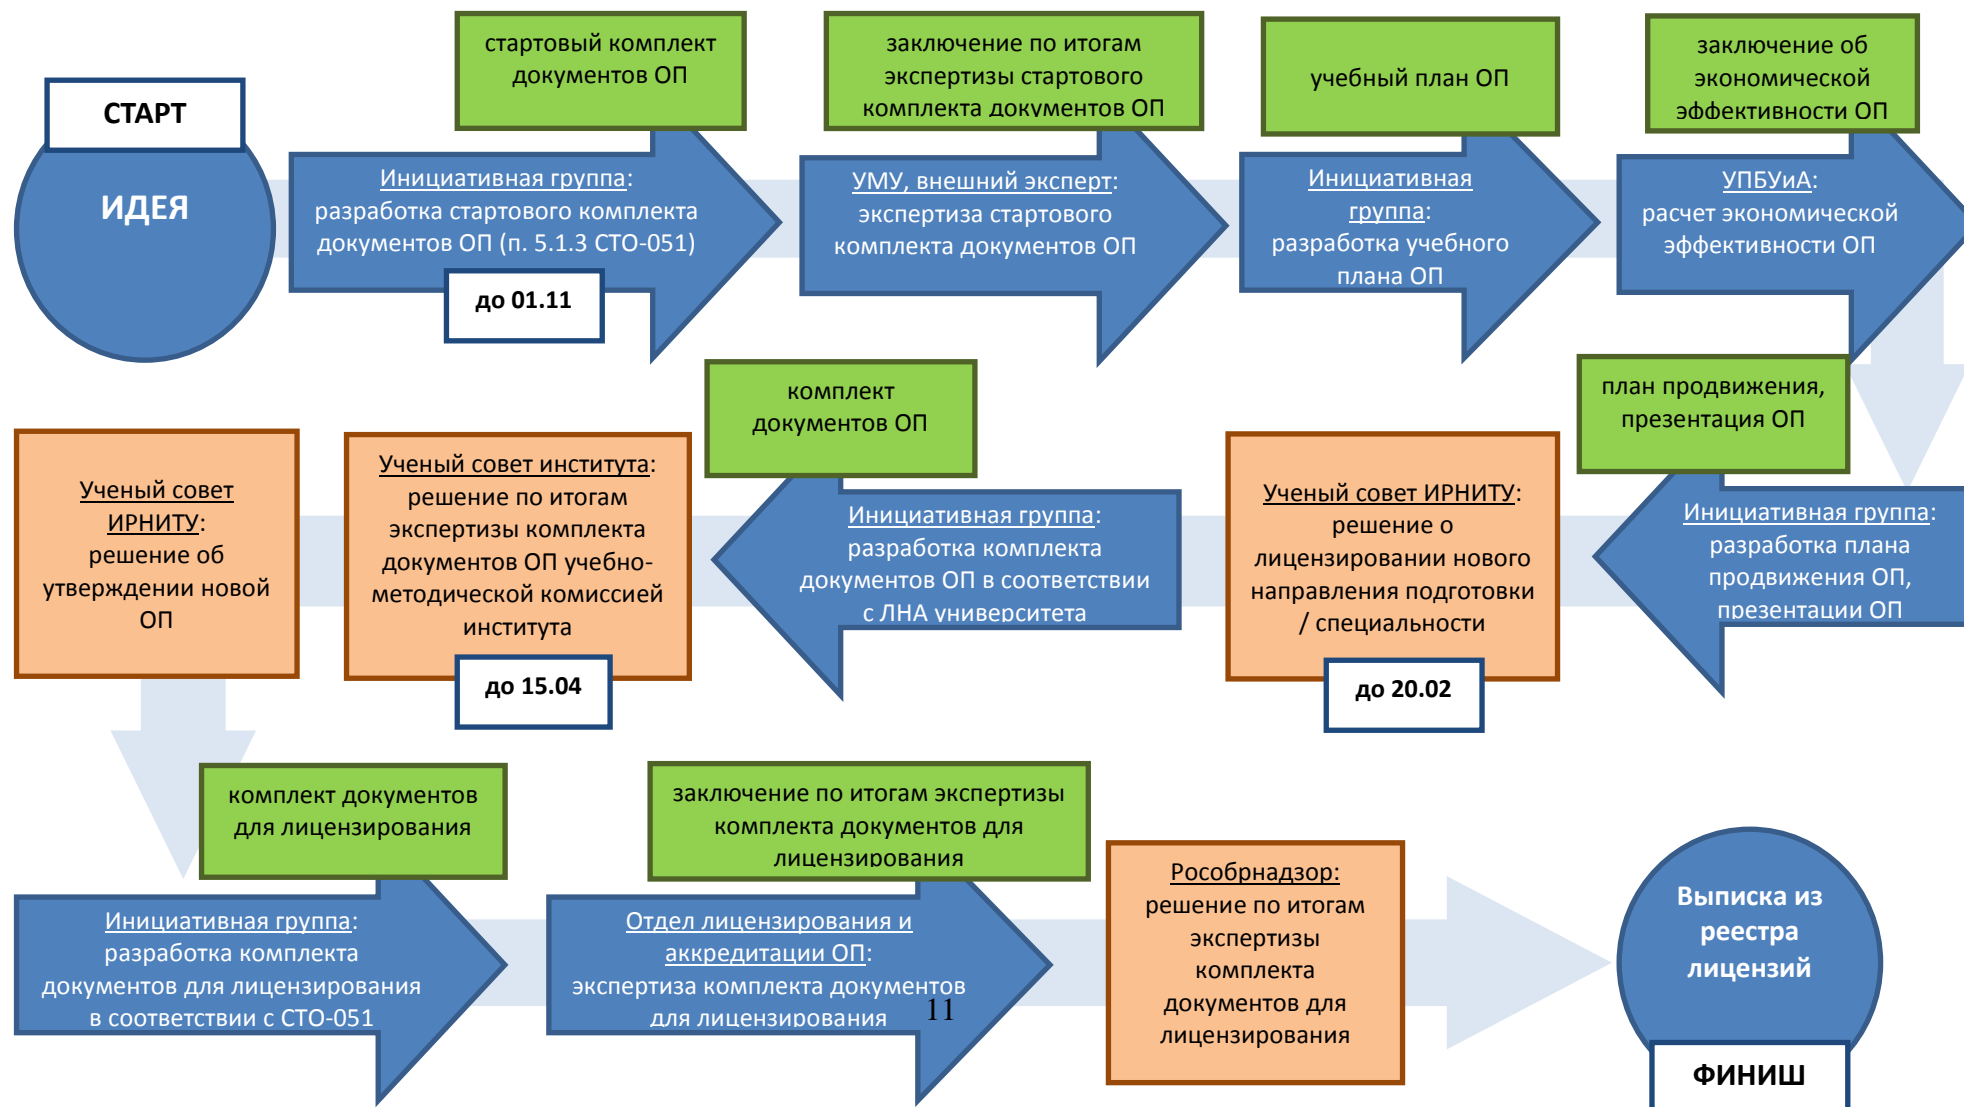 СТАРТ
ИДЕЯ
стартовый комплект
документов ОП
Инициативная группа:
разработка стартового комплекта
документов ОП (п. 5.1.3 СТО-051)
до 01.11
заключение по итогам
экспертизы стартового
комплекта документов ОП
УМУ, внешний эксперт:
экспертиза стартового
комплекта документов ОП
учебный план ОП
Инициативная
группа:
разработка учебного
плана ОП
заключение об
экономической
эффективности ОП
УПБУиА:
расчет экономической
эффективности ОП
план продвижения,
презентация ОП
Инициативная группа:
разработка плана
продвижения ОП,
презентации ОП
Ученый совет ИРНИТУ:
решение о
лицензировании нового
направления подготовки
/ специальности
до 20.02
комплект
документов ОП
Инициативная группа:
разработка комплекта
документов ОП в соответствии
с ЛНА университета
Ученый совет института:
решение по итогам
экспертизы комплекта
документов ОП учебно-
методической комиссией
института
до 15.04
Ученый совет
ИРНИТУ:
решение об
утверждении новой
ОП
комплект документов
для лицензирования
Инициативная группа:
разработка комплекта
документов для лицензирования
в соответствии с СТО-051
заключение по итогам экспертизы
комплекта документов для
лицензирования
Отдел лицензирования и
аккредитации ОП:
экспертиза комплекта документов
для лицензирования
11
Рособрнадзор:
решение по итогам
экспертизы
комплекта
документов для
лицензирования
Выписка из
реестра
лицензий
ФИНИШ